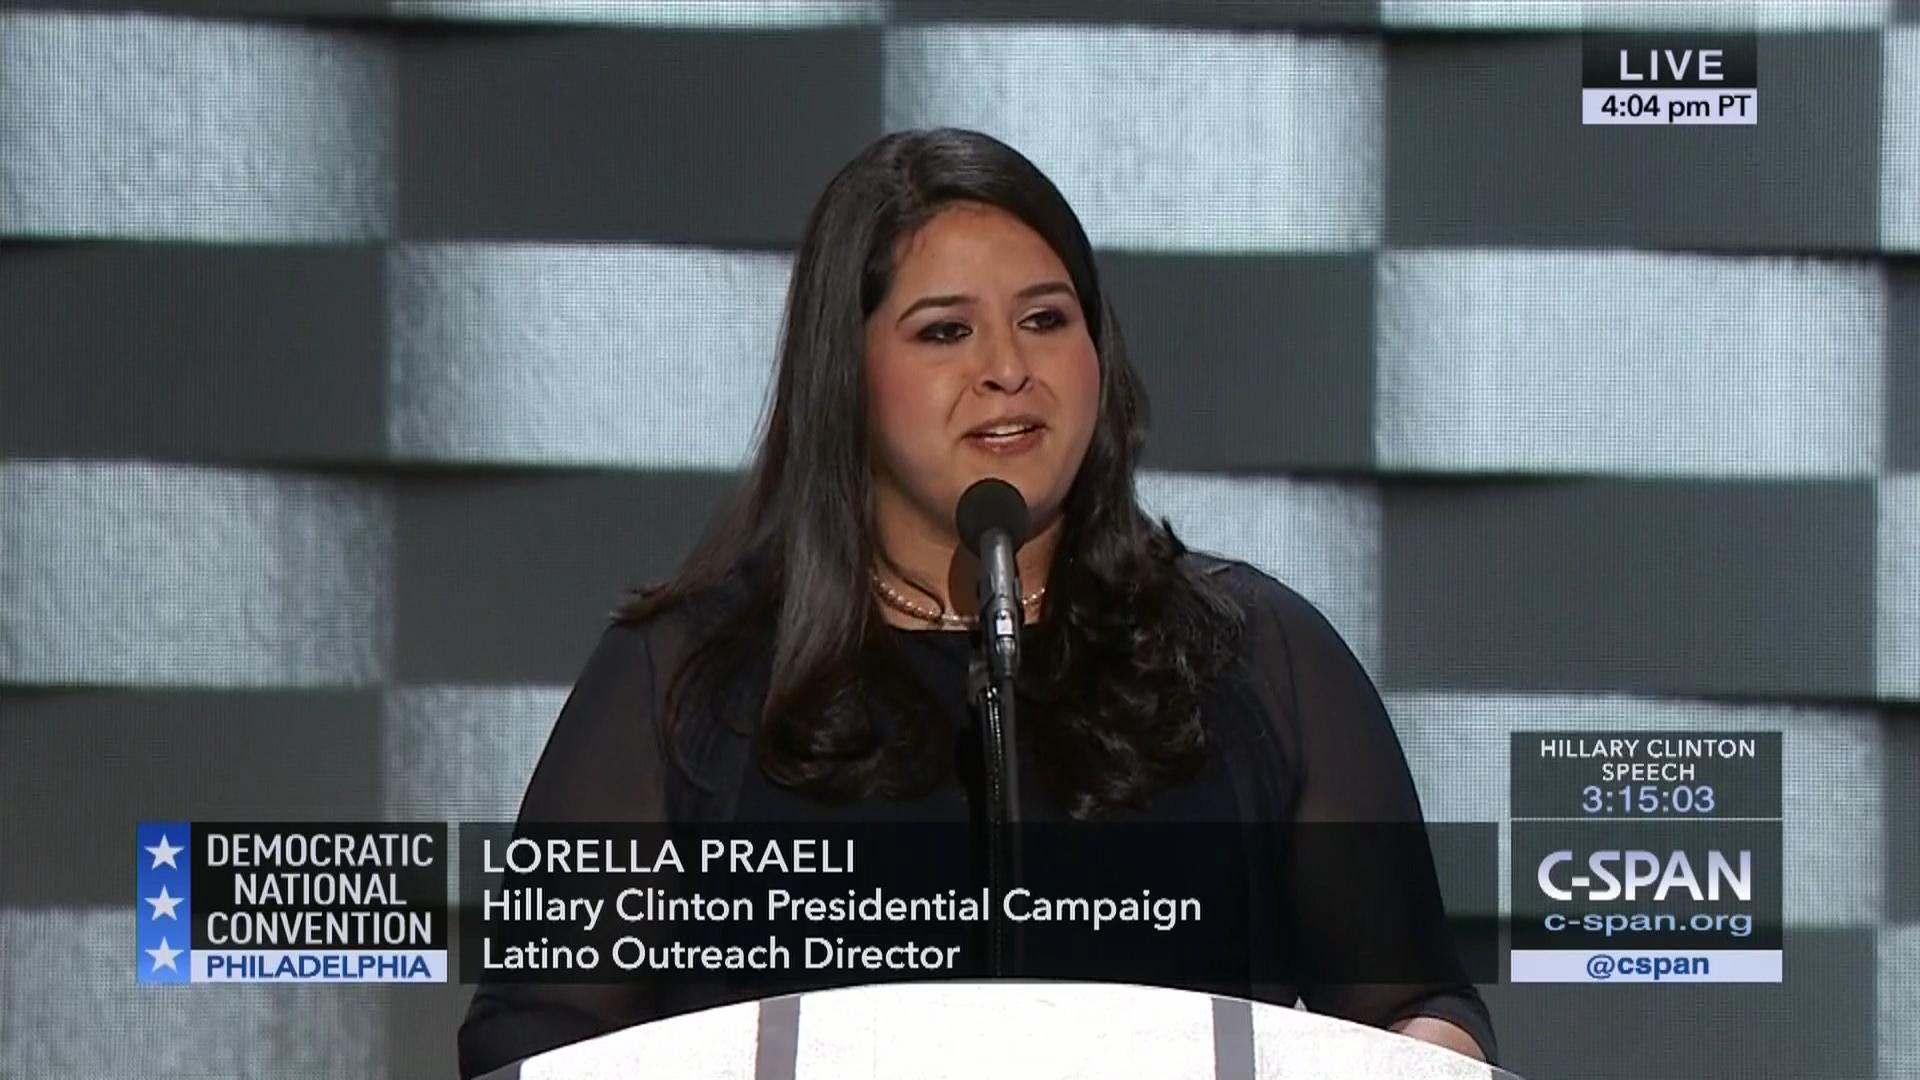 LIVE
4:04 pm PT
HILLARY CLINTON
SPEECH
3:15:03
DEMOCRATIC
NATIONAL
CONVENTION
PHILADELPHIA
LORELLA PRAELI
Hillary Clinton Presidential Campaign
Latino Outreach Director
C-SPAN
c-span.org
@cspan